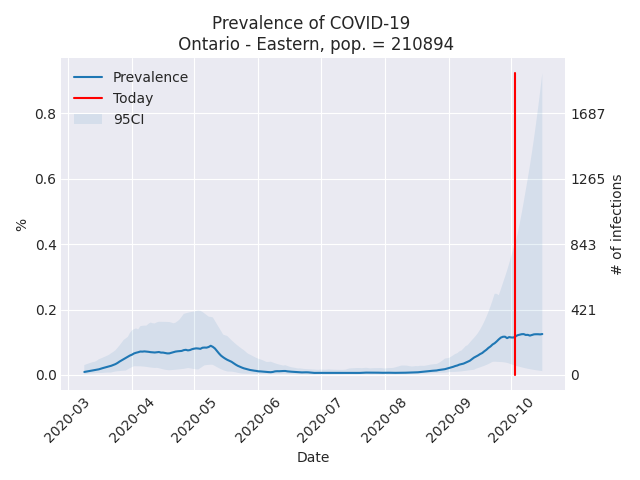 Prevalence of COVID-19
Ontario - Eastern, pop. = 210894
Prevalence
Today
95CI
%
0.8
0.6
0.4
0.2
0.0
1687
1265
843
421
0
# of infections
2020-03
2020-04
2020-05
2020-06
2020-07
2020-08
2020-09
2020-10
Date